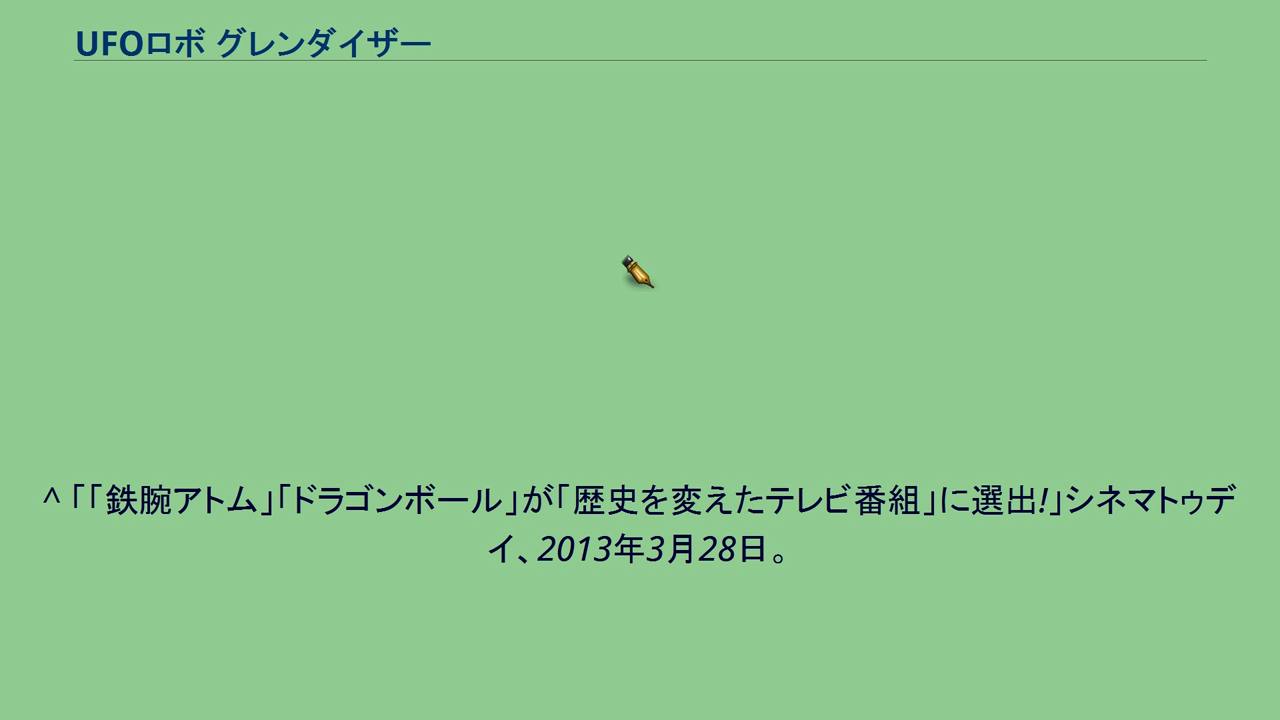 UFOロボ グレンダイザー
^ 「「鉄腕アトム」「ドラゴンボール」が「歴史を変えたテレビ番組」に選出!」シネマトゥデ
イ、2013年3月28日。